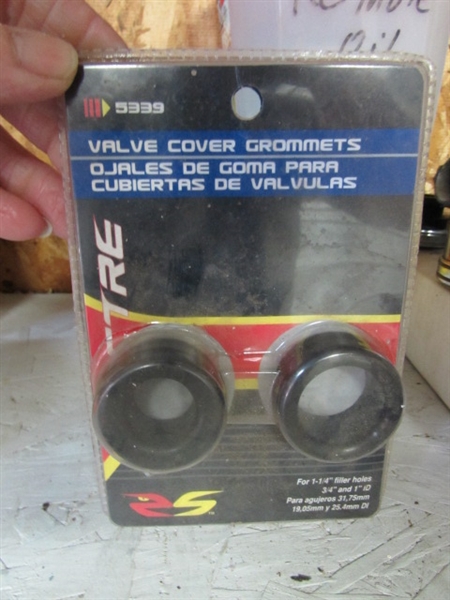 5339
VALVE COVER GROMMETS
OJALES DE GOMA PARA
CUBIERTAS DE VALVULAS
TRE
For 1-1/4" filler holes
3/4" and 1" iD
Para agujeros 31,75mm
19,05mm y 25.4mm DI